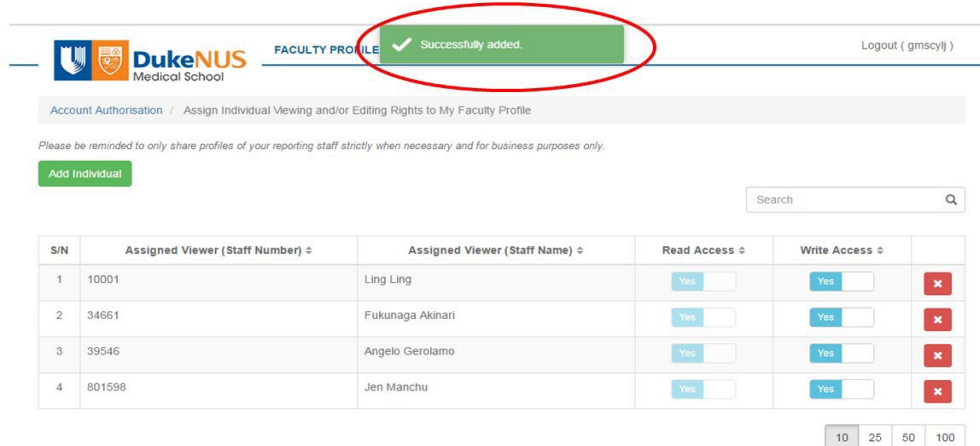 DukeNUS
Medical School
FACULTY PROFILE
Successfully added.
Logout ( gmscylj )
Account Authorisation / Assign Individual Viewing and/or Editing Rights to My Faculty Profile
Please be reminded to only share profiles of your reporting staff strictly when necessary and for business purposes only.
Add Individual
Search
S/N Assigned Viewer (Staff Number) Assigned Viewer (Staff Name) Read Access Write Access
1 10001 Ling Ling Yes Yes
2 34661 Fukunaga Akinari Yes Yes
3 39546 Angelo Gerolamo Yes Yes
4 801598 Jen Manchu Yes Yes
10 25 50 100